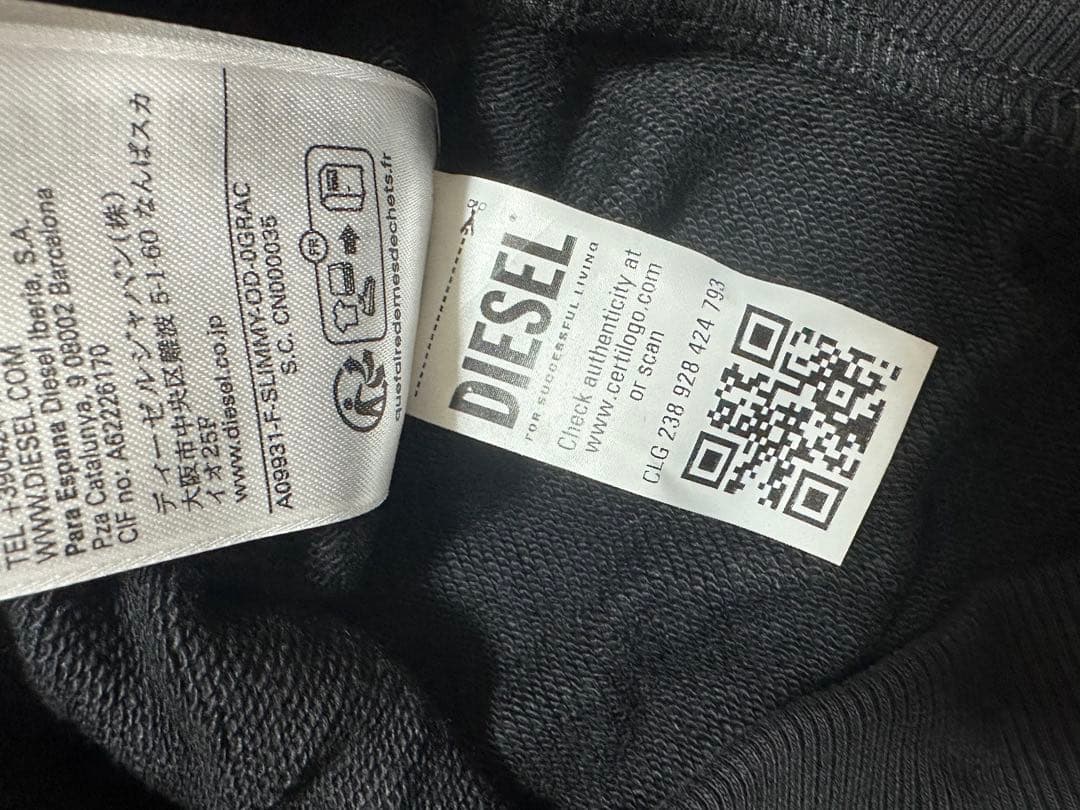 TEL +390424
WWW.DIESEL.COM
Para Espana Diesel Iberia, S.A.
Pza Catalunya, 9 08002 Barcelona
CIF no: A62226170
ディーゼルジャパン(株)
大阪市中央区難波 5-1-60 なんばスカ
イオ25F
www.diesel.co.jp
A09931-F-SLIMMY-OD-0GRAC
S.C. CN000035
FR
quefairedemesdechets.fr
DIESEL
FOR SUCCESSFUL LIVING
Check authenticity at
www.certilogo.com
or scan
CLG 238 928 424 793